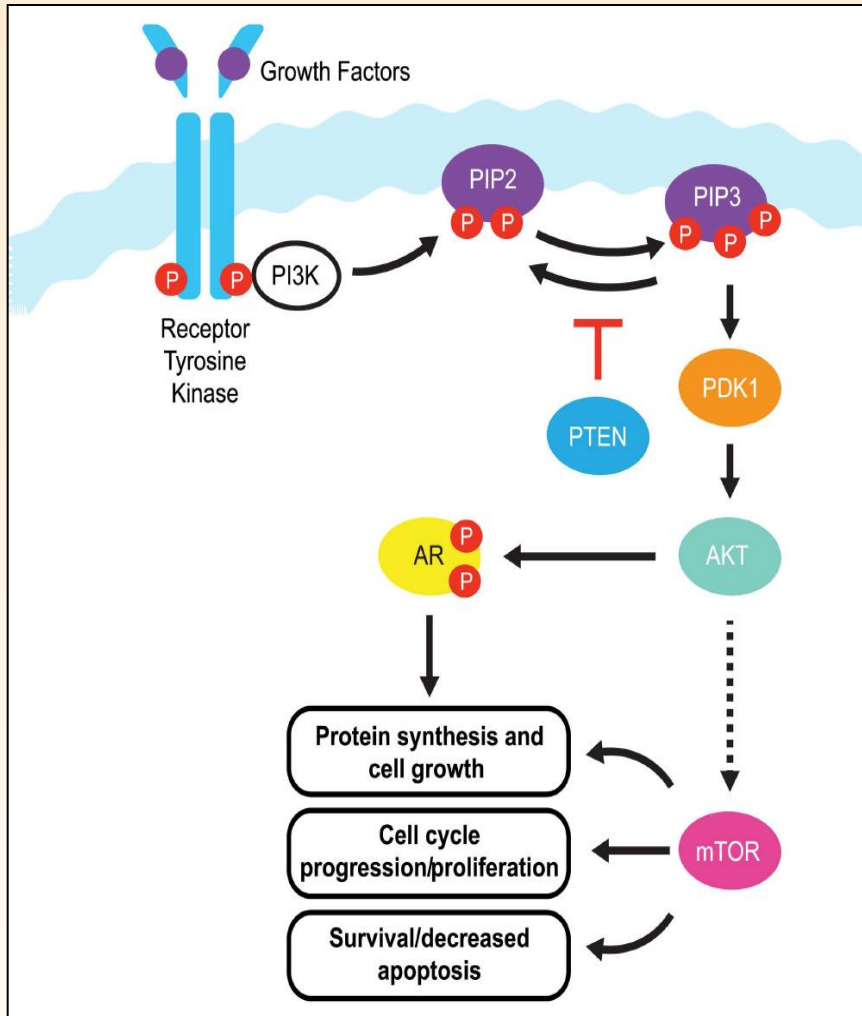 Growth Factors
PIP2
P P
PIP3
P P P
P P PI3K
Receptor
Tyrosine
Kinase
PDK1
PTEN
AR
P
P
AKT
Protein synthesis and
cell growth
Cell cycle
progression/proliferation
mTOR
Survival/decreased
apoptosis